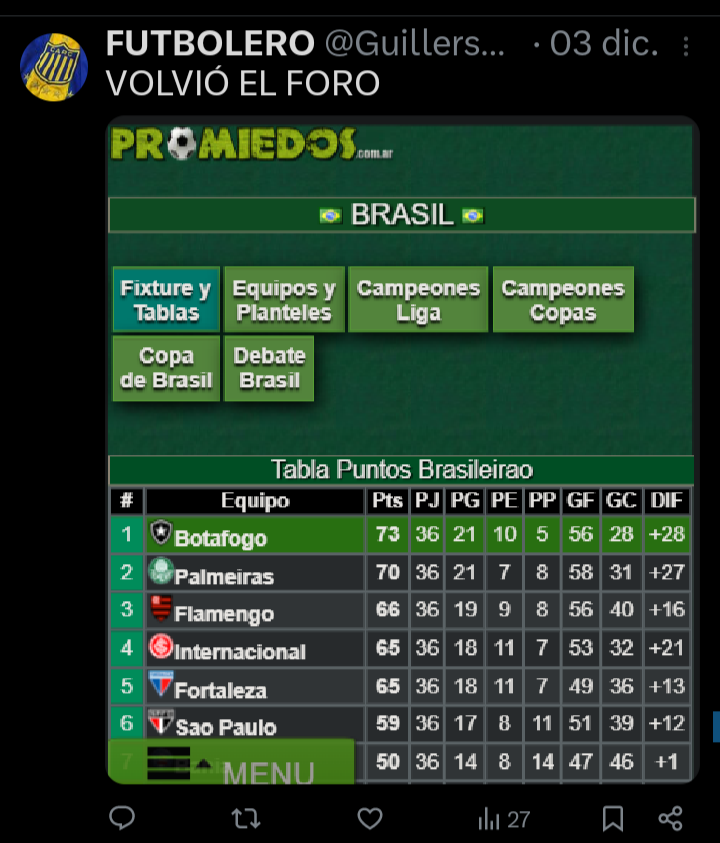 FUTBOLERO @Guillers... · 03 dic.
VOLVIÓ EL FORO
PROMIEDOS.com.ar
BRASIL
Fixture y
Tablas
Equipos y
Planteles
Campeones
Liga
Campeones
Copas
Copa
de Brasil
Debate
Brasil
Tabla Puntos Brasileirao
# Equipo Pts PJ PG PE PP GF GC DIF
1 Botafogo 73 36 21 10 5 56 28 +28
2 Palmeiras 70 36 21 7 8 58 31 +27
3 Flamengo 66 36 19 9 8 56 40 +16
4 Internacional 65 36 18 11 7 53 32 +21
5 Fortaleza 65 36 18 11 7 49 36 +13
6 Sao Paulo 59 36 17 8 11 51 39 +12
7 50 36 14 8 14 47 46 +1
MENU
27